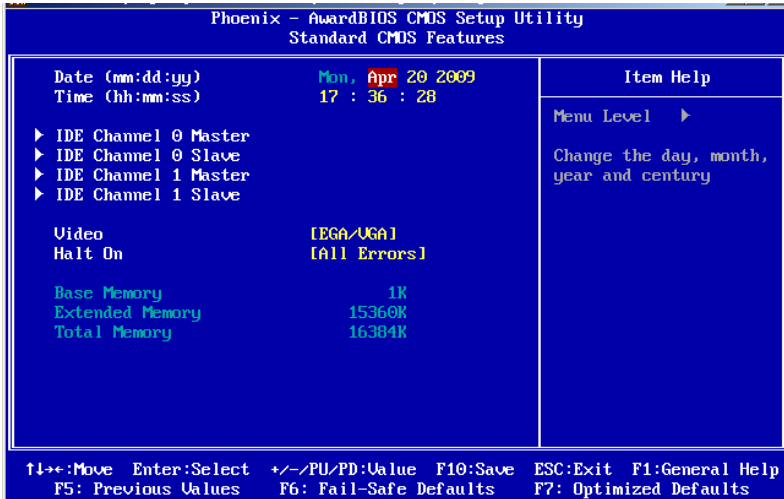 Phoenix - AwardBIOS CMOS Setup Utility
Standard CMOS Features
Date (mm:dd:yy) Mon, Apr 20 2009
Time (hh:mm:ss) 17 : 36 : 28
IDE Channel 0 Master
IDE Channel 0 Slave
IDE Channel 1 Master
IDE Channel 1 Slave
Video [EGA/VGA]
Halt On [All Errors]
Base Memory 1K
Extended Memory 15360K
Total Memory 16384K
Item Help
Menu Level
Change the day, month,
year and century
↑↓→←:Move Enter:Select +/-/PU/PD:Value F10:Save ESC:Exit F1:General Help
F5: Previous Values F6: Fail-Safe Defaults F7: Optimized Defaults